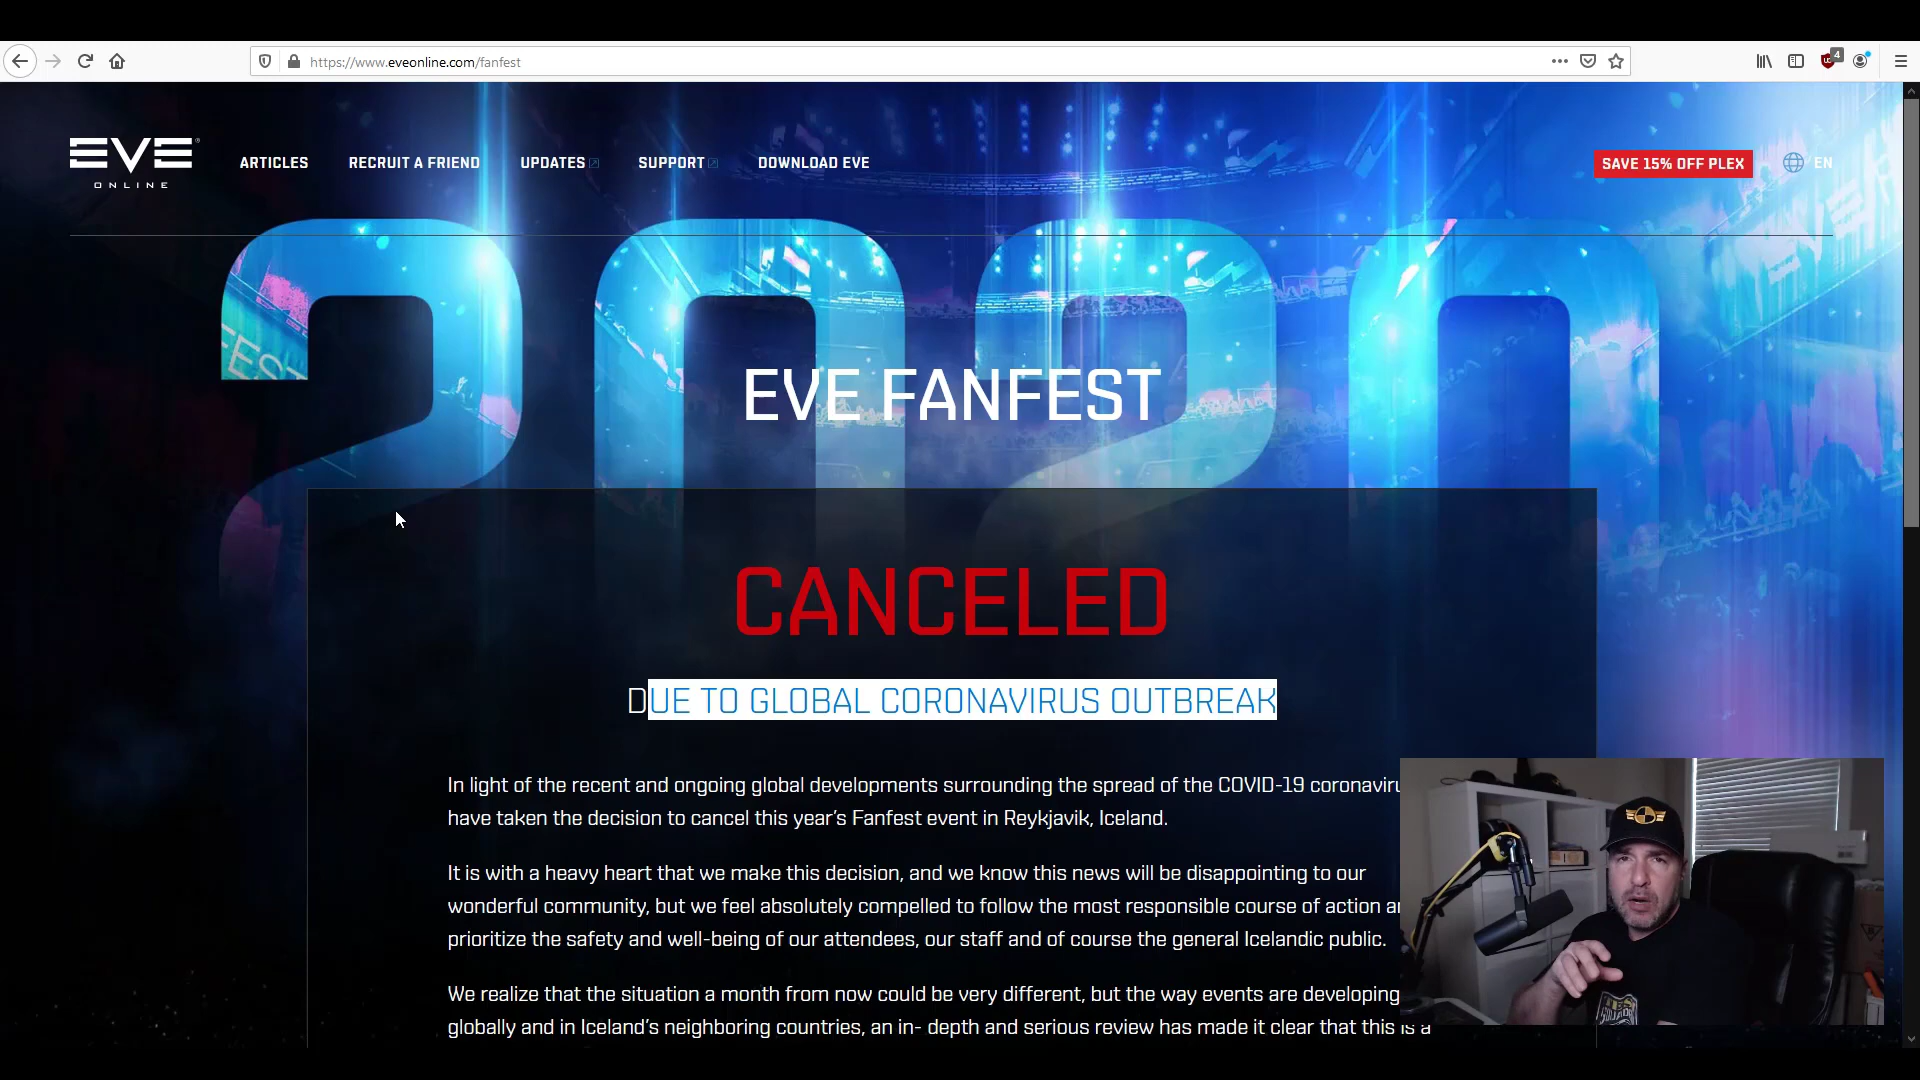 https://www.eveonline.com/fanfest
4
EVE
ONLINE
ARTICLES
RECRUIT A FRIEND
UPDATES
SUPPORT
DOWNLOAD EVE
SAVE 15% OFF PLEX
EN
2020
FEST
EVE FANFEST
CANCELED
DUE TO GLOBAL CORONAVIRUS OUTBREAK
In light of the recent and ongoing global developments surrounding the spread of the COVID-19 coronaviru
have taken the decision to cancel this year's Fanfest event in Reykjavik, Iceland.
It is with a heavy heart that we make this decision, and we know this news will be disappointing to our
wonderful community, but we feel absolutely compelled to follow the most responsible course of action a
prioritize the safety and well-being of our attendees, our staff and of course the general Icelandic public.
We realize that the situation a month from now could be very different, but the way events are developing
globally and in Iceland's neighboring countries, an in- depth and serious review has made it clear that this is a